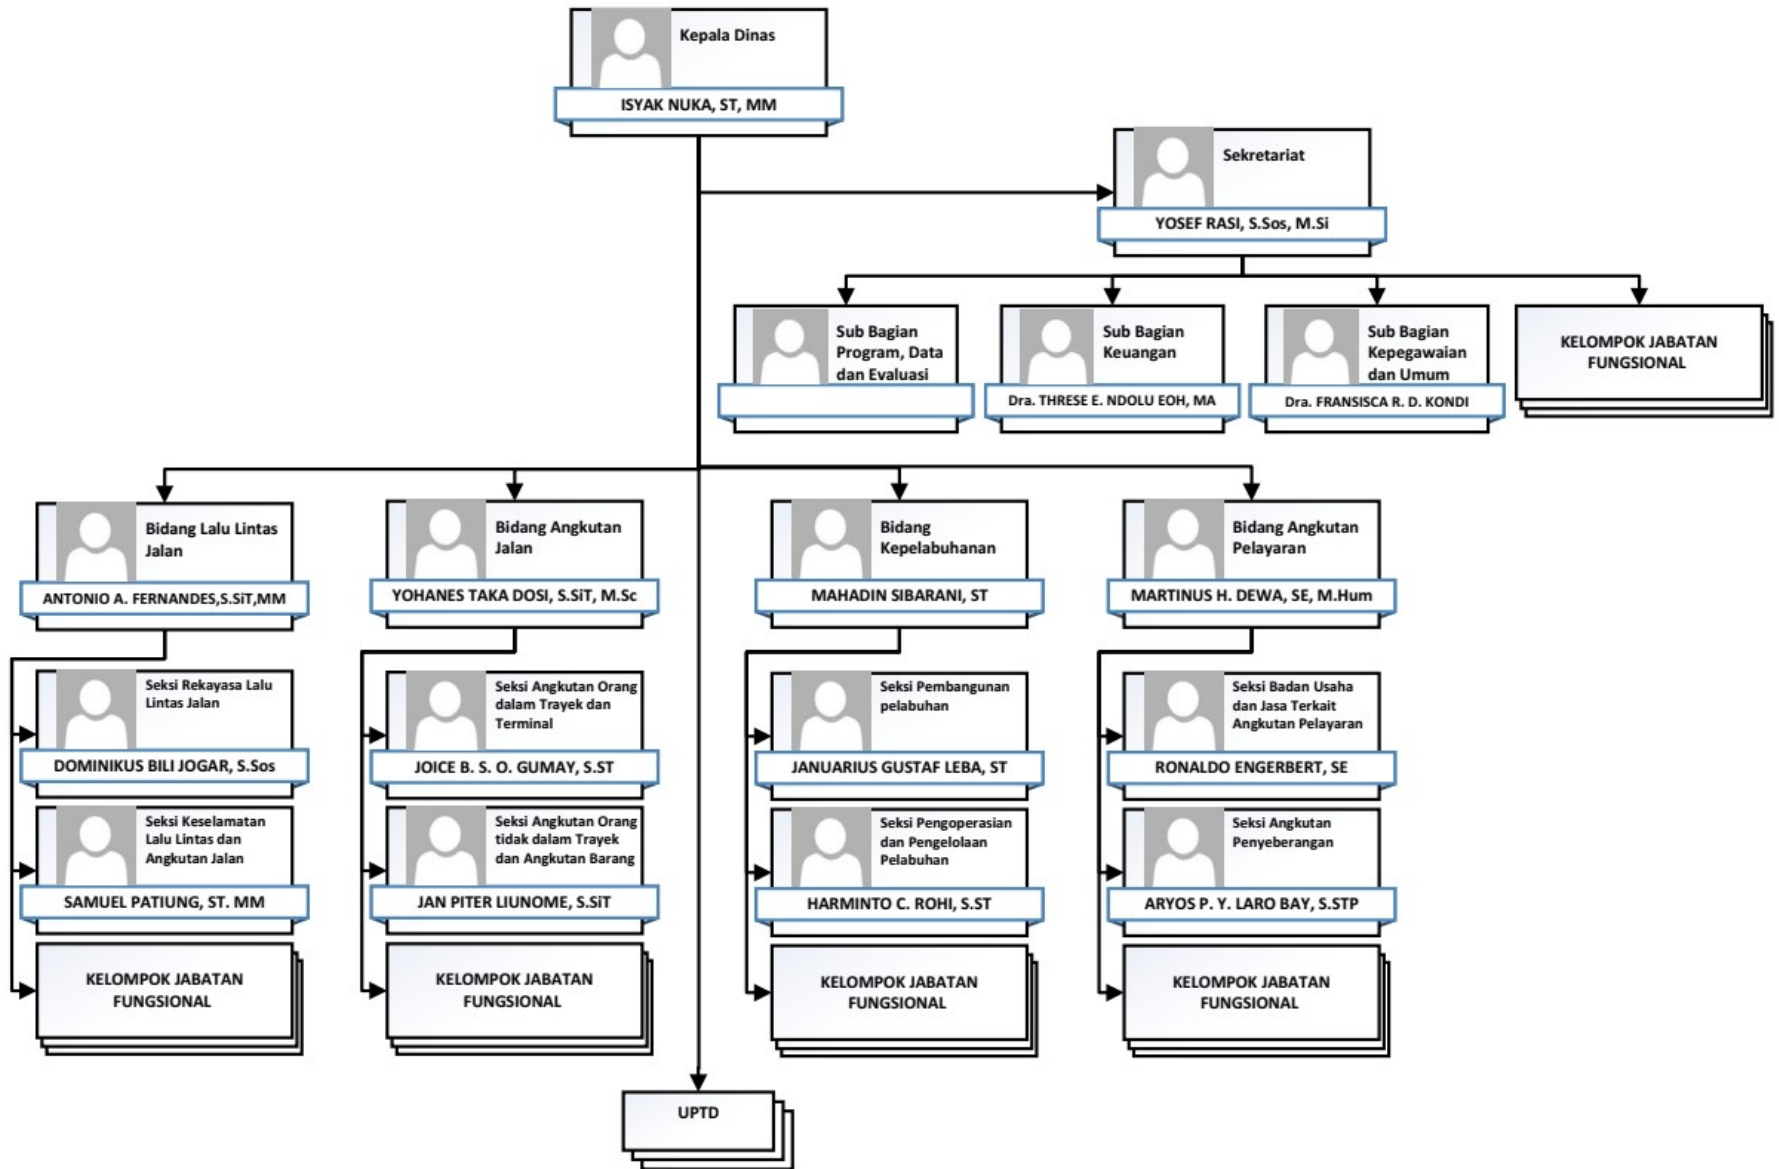 Kepala Dinas
ISYAK NUKA, ST, MM
Sekretariat
YOSEF RASI, S.Sos, M.Si
Sub Bagian
Program, Data
dan Evaluasi
Sub Bagian
Keuangan
Dra. THRESE E. NDOLU EOH, MA
Sub Bagian
Kepegawaian
dan Umum
Dra. FRANSISCA R. D. KONDI
KELOMPOK JABATAN
FUNGSIONAL
Bidang Lalu Lintas
Jalan
ANTONIO A. FERNANDES,S.SiT,MM
Bidang Angkutan
Jalan
YOHANES TAKA DOSI, S.SiT, M.Sc
Bidang
Kepelabuhanan
MAHADIN SIBARANI, ST
Bidang Angkutan
Pelayaran
MARTINUS H. DEWA, SE, M.Hum
Seksi Rekayasa Lalu
Lintas Jalan
DOMINIKUS BILI JOGAR, S.Sos
Seksi Angkutan Orang
dalam Trayek dan
Terminal
JOICE B. S. O. GUMAY, S.ST
Seksi Pembangunan
pelabuhan
JANUARIUS GUSTAF LEBA, ST
Seksi Badan Usaha
dan Jasa Terkait
Angkutan Pelayaran
RONALDO ENGERBERT, SE
Seksi Keselamatan
Lalu Lintas dan
Angkutan Jalan
SAMUEL PATIUNG, ST. MM
Seksi Angkutan Orang
tidak dalam Trayek
dan Angkutan Barang
JAN PITER LIUNOME, S.SiT
Seksi Pengoperasian
dan Pengelolaan
Pelabuhan
HARMINTO C. ROHI, S.ST
Seksi Angkutan
Penyeberangan
ARYOS P. Y. LARO BAY, S.STP
KELOMPOK JABATAN
FUNGSIONAL
KELOMPOK JABATAN
FUNGSIONAL
KELOMPOK JABATAN
FUNGSIONAL
KELOMPOK JABATAN
FUNGSIONAL
UPTD